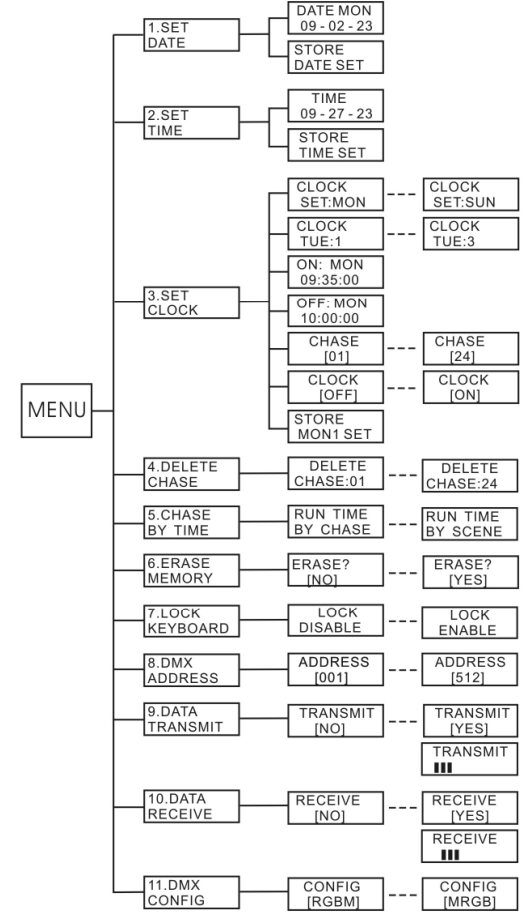 MENU
1.SET
DATE
DATE MON
09 - 02 - 23
STORE
DATE SET
2.SET
TIME
TIME
09 - 27 - 23
STORE
TIME SET
3.SET
CLOCK
CLOCK
SET:MON
CLOCK
SET:SUN
CLOCK
TUE:1
CLOCK
TUE:3
ON: MON
09:35:00
OFF: MON
10:00:00
CHASE
[01]
CHASE
[24]
CLOCK
[OFF]
CLOCK
[ON]
STORE
MON1 SET
4.DELETE
CHASE
DELETE
CHASE:01
DELETE
CHASE:24
5.CHASE
BY TIME
RUN TIME
BY CHASE
RUN TIME
BY SCENE
6.ERASE
MEMORY
ERASE?
[NO]
ERASE?
[YES]
7.LOCK
KEYBOARD
LOCK
DISABLE
LOCK
ENABLE
8.DMX
ADDRESS
ADDRESS
[001]
ADDRESS
[512]
9.DATA
TRANSMIT
TRANSMIT
[NO]
TRANSMIT
[YES]
TRANSMIT
10.DATA
RECEIVE
RECEIVE
[NO]
RECEIVE
[YES]
RECEIVE
11.DMX
CONFIG
CONFIG
[RGBM]
CONFIG
[MRGB]